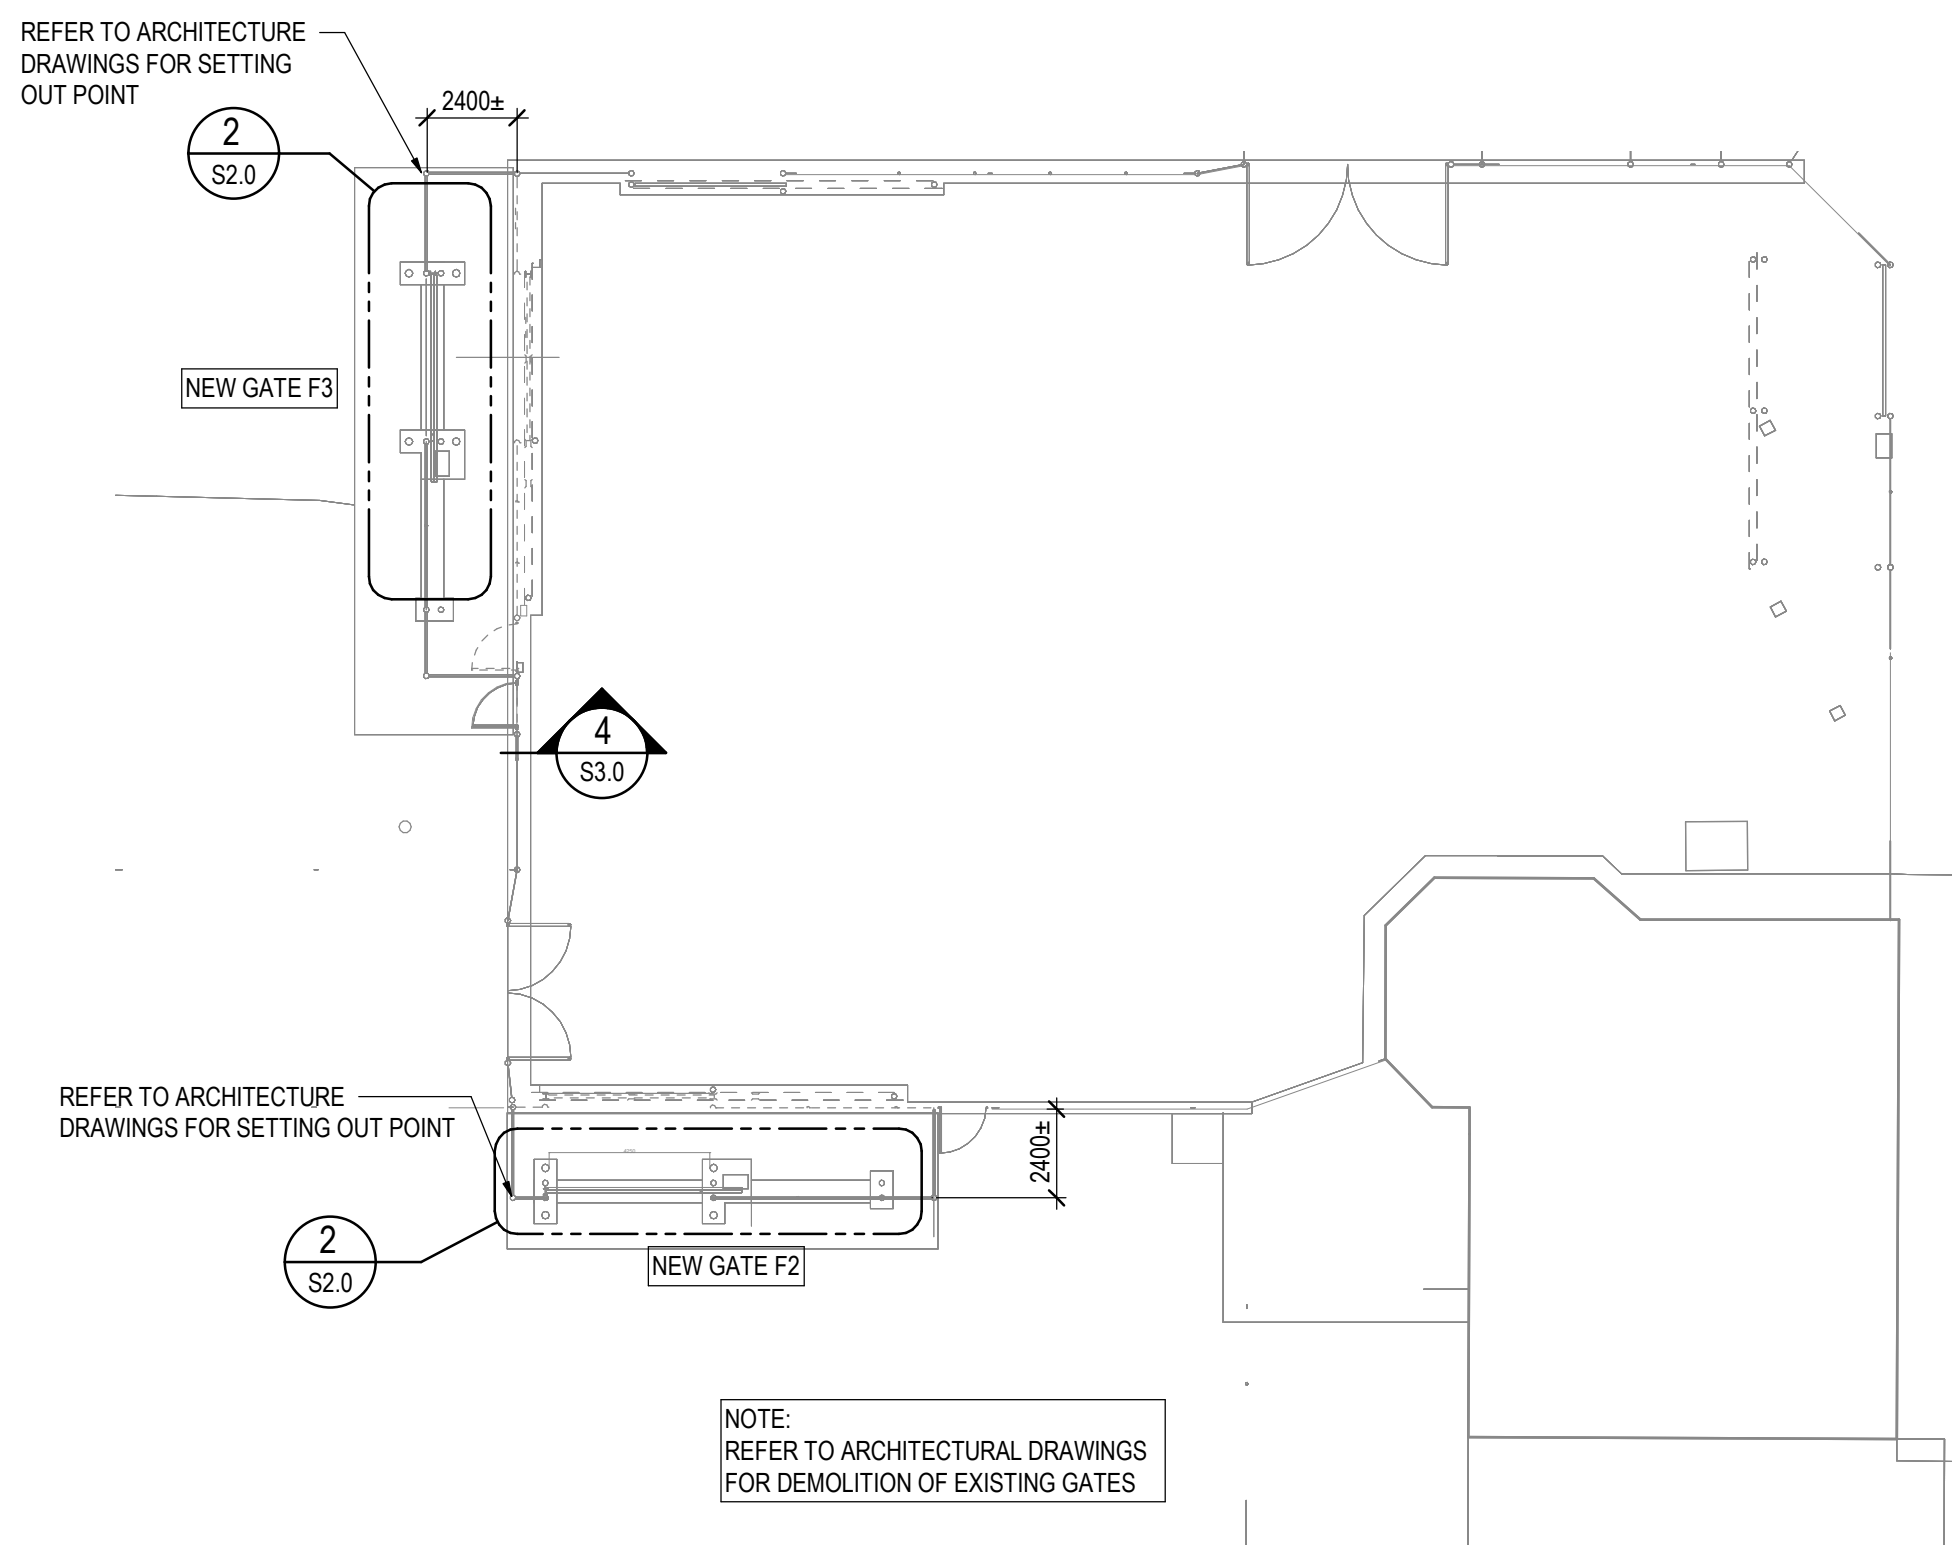 REFER TO ARCHITECTURE
DRAWINGS FOR SETTING
OUT POINT
2400±
2
S2.0
NEW GATE F3
4
S3.0
REFER TO ARCHITECTURE
DRAWINGS FOR SETTING OUT POINT
2400±
2
S2.0
NEW GATE F2
NOTE:
REFER TO ARCHITECTURAL DRAWINGS
FOR DEMOLITION OF EXISTING GATES